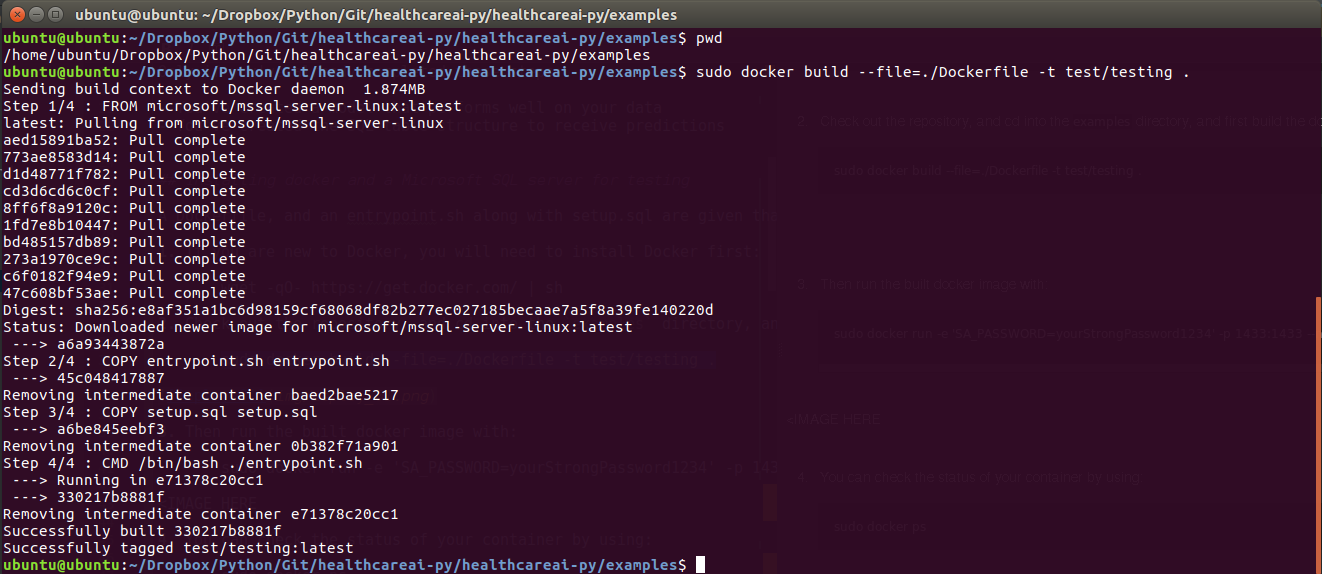 ubuntu@ubuntu: ~/Dropbox/Python/Git/healthcareai-py/healthcareai-py/examples
ubuntu@ubuntu:~/Dropbox/Python/Git/healthcareai-py/healthcareai-py/examples$ pwd
/home/ubuntu/Dropbox/Python/Git/healthcareai-py/healthcareai-py/examples
ubuntu@ubuntu:~/Dropbox/Python/Git/healthcareai-py/healthcareai-py/examples$ sudo docker build --file=./Dockerfile -t test/testing .
Sending build context to Docker daemon  1.874MB
Step 1/4 : FROM microsoft/mssql-server-linux:latest
latest: Pulling from microsoft/mssql-server-linux
aed15891ba52: Pull complete
773ae8583d14: Pull complete
d1d48771f782: Pull complete
cd3d6cd6c0cf: Pull complete
8ff6f8a9120c: Pull complete
1fd7e8b10447: Pull complete
bd485157db89: Pull complete
273a1970ce9c: Pull complete
c6f0182f94e9: Pull complete
47c608bf53ae: Pull complete
Digest: sha256:e8af351a1bc6d98159cf68068df82b277ec027185becaae7a5f8a39fe140220d
Status: Downloaded newer image for microsoft/mssql-server-linux:latest
 ---> a6a93443872a
Step 2/4 : COPY entrypoint.sh entrypoint.sh
 ---> 45c048417887
Removing intermediate container baed2bae5217
Step 3/4 : COPY setup.sql setup.sql
 ---> a6be845eebf3
Removing intermediate container 0b382f71a901
Step 4/4 : CMD /bin/bash ./entrypoint.sh
 ---> Running in e71378c20cc1
 ---> 330217b8881f
Removing intermediate container e71378c20cc1
Successfully built 330217b8881f
Successfully tagged test/testing:latest
ubuntu@ubuntu:~/Dropbox/Python/Git/healthcareai-py/healthcareai-py/examples$